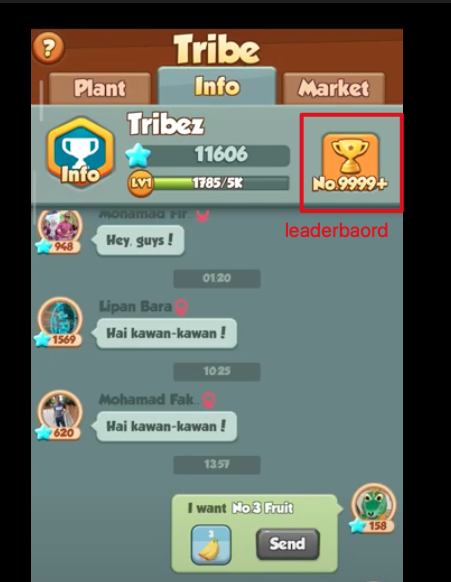 ?
Tribe
Plant
Info
Market
Tribez
11606
Info
LV1
1785/5K
No.9999+
leaderbaord
Mohamad Fir..
948
Hey, guys !
01:20
Lipan Bara
1569
Hai kawan-kawan !
10:25
Mohamad Fak..
620
Hai kawan-kawan !
13:57
I want No 3 Fruit
158
3
Send